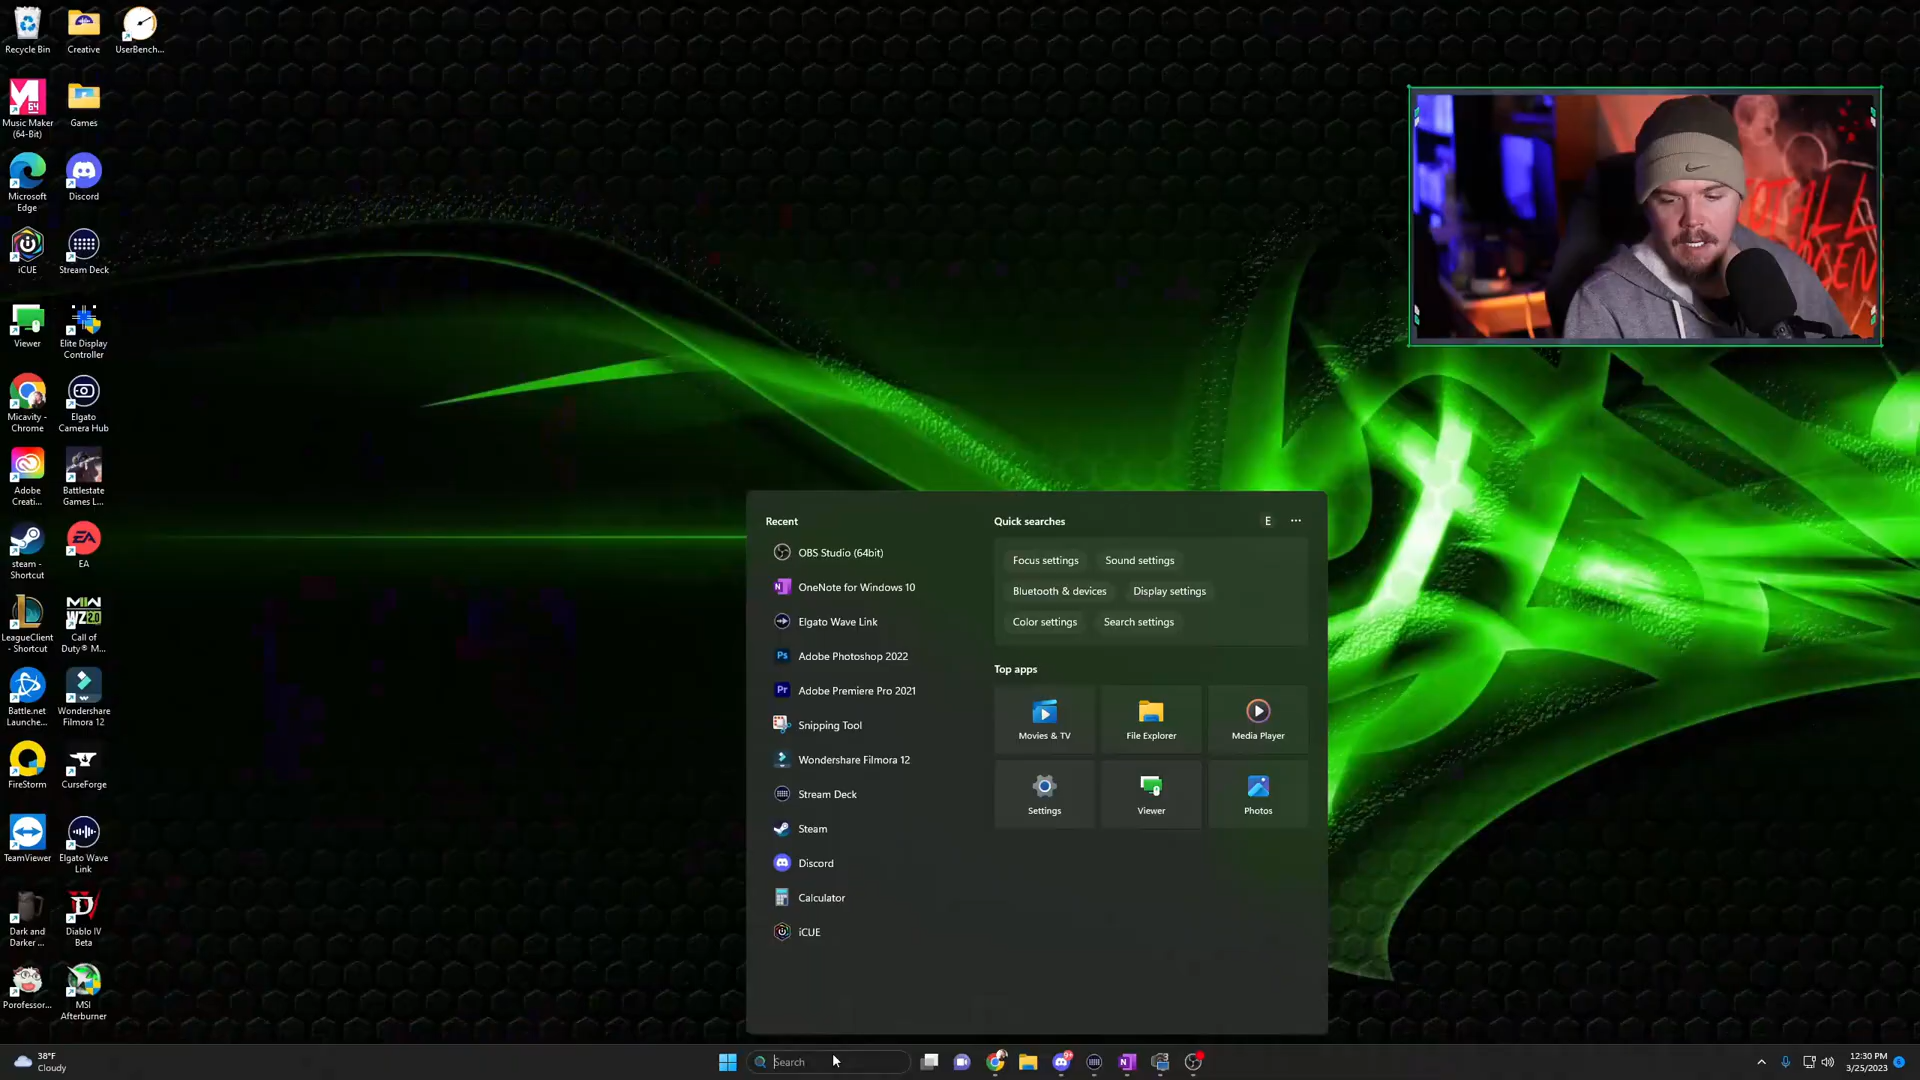 Recycle Bin
Creative
UserBench...
Music Maker
(64-Bit)
Games
Microsoft
Edge
Discord
iCUE
Stream Deck
Viewer
Elite Display
Controller
Micavity -
Chrome
Elgato
Camera Hub
Adobe
Creati...
Battlestate
Games L...
steam -
Shortcut
EA
LeagueClient
- Shortcut
Call of
Duty® M...
Battle.net
Launche...
Wondershare
Filmora 12
FireStorm
CurseForge
TeamViewer
Elgato Wave
Link
Dark and
Darker ...
Diablo IV
Beta
Porofessor...
MSI
Afterburner
Recent
OBS Studio (64bit)
OneNote for Windows 10
Elgato Wave Link
Adobe Photoshop 2022
Adobe Premiere Pro 2021
Snipping Tool
Wondershare Filmora 12
Stream Deck
Steam
Discord
Calculator
iCUE
Quick searches
E
Focus settings
Sound settings
Bluetooth & devices
Display settings
Color settings
Search settings
Top apps
Movies & TV
File Explorer
Media Player
Settings
Viewer
Photos
38°F
Cloudy
Search
12:30 PM
3/25/2023